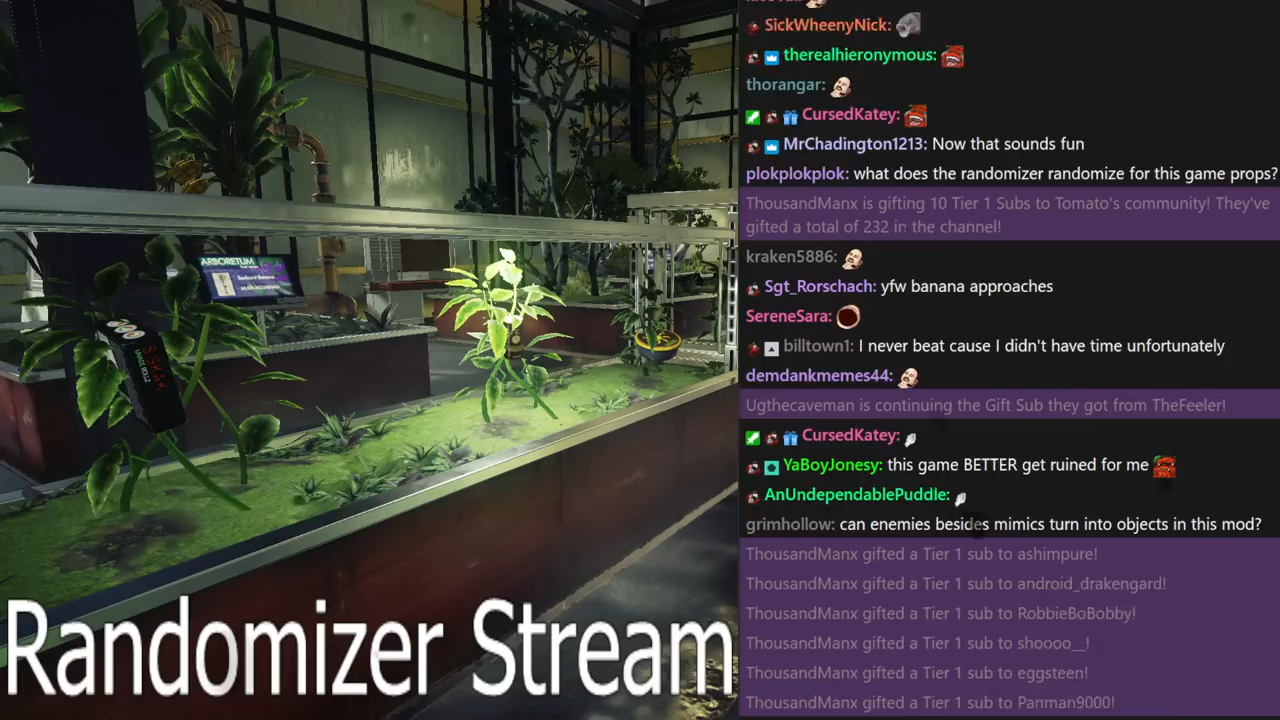 SickWheenyNick:
therealhieronymous:
thorangar:
CursedKatey:
MrChadington1213: Now that sounds fun
plokplokplok: what does the randomizer randomize for this game props?
ThousandManx is gifting 10 Tier 1 Subs to Tomato's community! They've
gifted a total of 232 in the channel!
kraken5886:
Sgt_Rorschach: yfw banana approaches
SereneSara:
billtown1: I never beat cause I didn't have time unfortunately
demdankmemes44:
Ugthecaveman is continuing the Gift Sub they got from TheFeeler!
CursedKatey:
YaBoyJonesy: this game BETTER get ruined for me
AnUndependablePuddle:
grimhollow: can enemies besides mimics turn into objects in this mod?
ThousandManx gifted a Tier 1 sub to ashimpure!
ThousandManx gifted a Tier 1 sub to android_drakengard!
ThousandManx gifted a Tier 1 sub to RobbieBoBobby!
ThousandManx gifted a Tier 1 sub to shoooo__!
ThousandManx gifted a Tier 1 sub to eggsteen!
ThousandManx gifted a Tier 1 sub to Panman9000!
ARBORETUM
Randomizer Stream